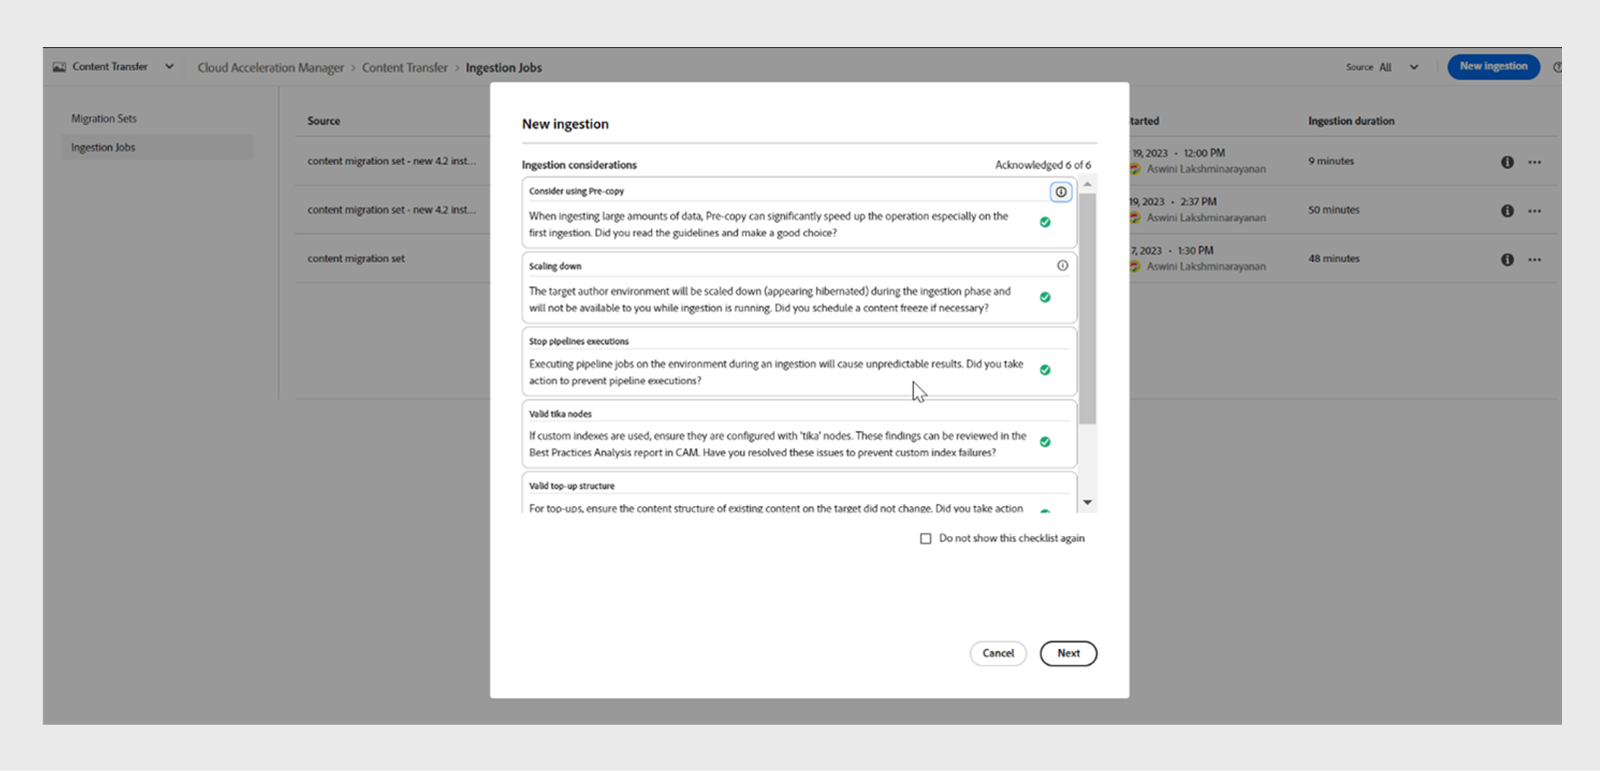 Content Transfer
Cloud Acceleration Manager > Content Transfer > Ingestion Jobs
Source All
New ingestion
Migration Sets
Ingestion Jobs
Source
tarted
Ingestion duration
content migration set - new 4.2 inst...
19, 2023 • 12:00 PM
Aswini Lakshminarayanan
9 minutes
content migration set - new 4.2 inst...
19, 2023 • 2:37 PM
Aswini Lakshminarayanan
50 minutes
content migration set
7, 2023 • 1:30 PM
Aswini Lakshminarayanan
48 minutes
New ingestion
Ingestion considerations
Acknowledged 6 of 6
Consider using Pre-copy
When ingesting large amounts of data, Pre-copy can significantly speed up the operation especially on the
first ingestion. Did you read the guidelines and make a good choice?
Scaling down
The target author environment will be scaled down (appearing hibernated) during the ingestion phase and
will not be available to you while ingestion is running. Did you schedule a content freeze if necessary?
Stop pipelines executions
Executing pipeline jobs on the environment during an ingestion will cause unpredictable results. Did you take
action to prevent pipeline executions?
Valid tika nodes
If custom indexes are used, ensure they are configured with 'tika' nodes. These findings can be reviewed in the
Best Practices Analysis report in CAM. Have you resolved these issues to prevent custom index failures?
Valid top-up structure
For top-ups, ensure the content structure of existing content on the target did not change. Did you take action
Do not show this checklist again
Cancel
Next